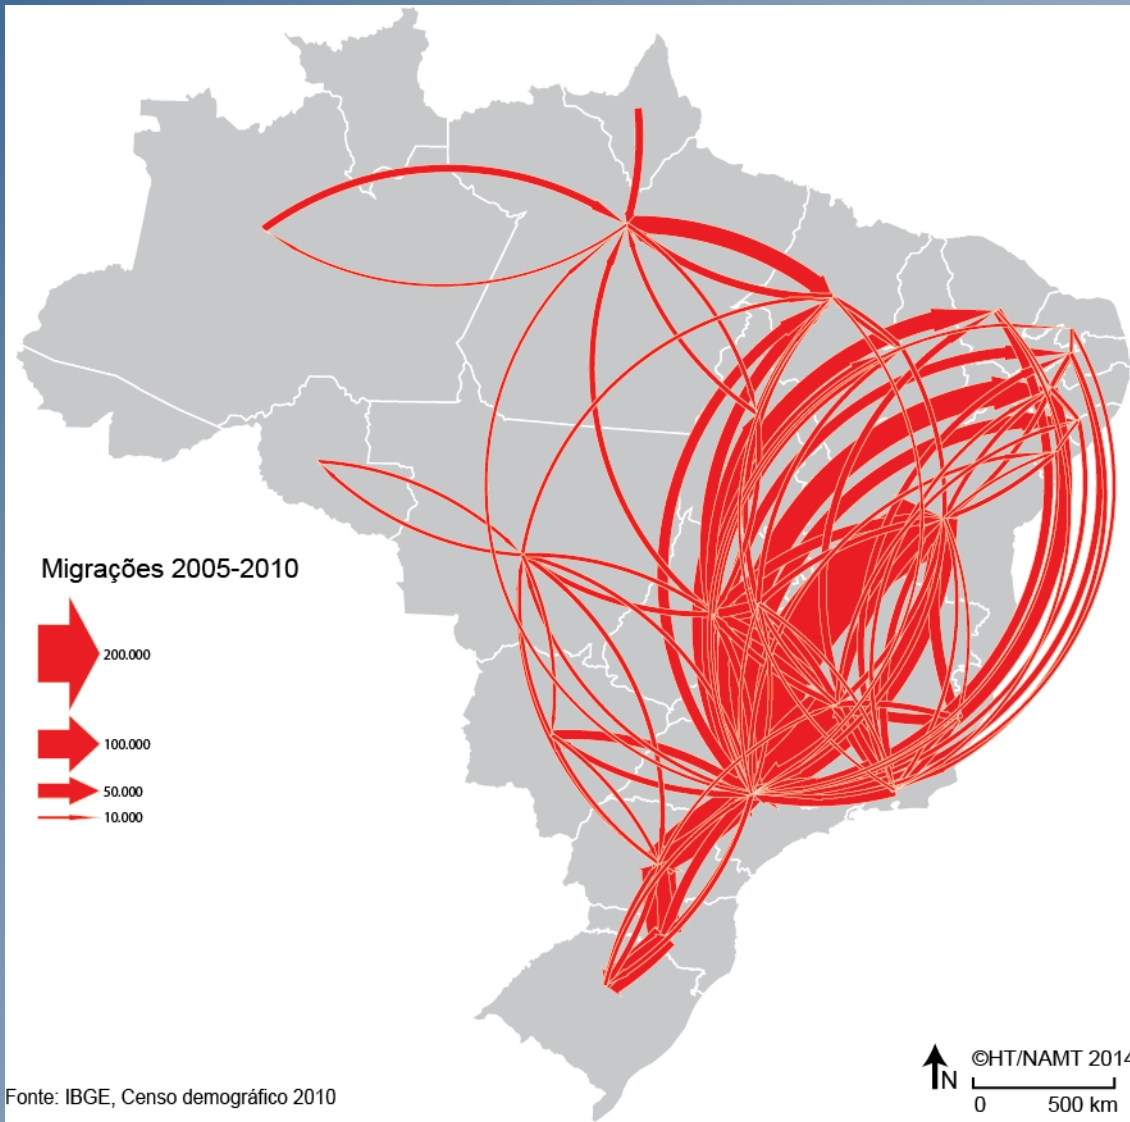 Migrações 2005-2010
200.000
100.000
50.000
10.000
©HT/NAMT 2014
N
0 500 km
Fonte: IBGE, Censo demográfico 2010